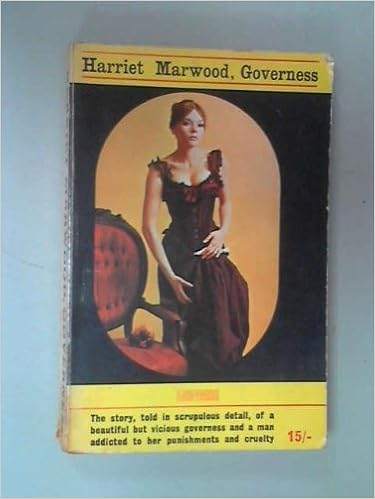 Harriet Marwood, Governess
The story, told in scrupulous detail, of a
beautiful but vicious governess and a man
addicted to her punishments and cruelty 15/-